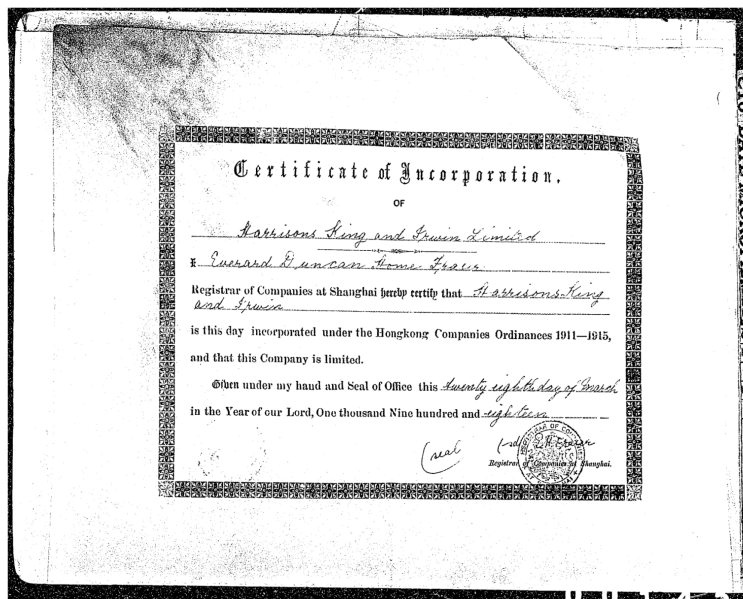 Certificate of Incorporation.
OF
Harrisons King and Irwin Limited
I Everard Duncan Home Fraser
Registrar of Companies at Shanghai hereby certify that Harrisons King
and Irwin
is this day incorporated under the Hongkong Companies Ordinances 1911—1915,
and that this Company is limited.
Given under my hand and Seal of Office this twenty eighth day of March
in the Year of our Lord, One thousand Nine hundred and eighteen
(seal (sd Fraser
Registrar of Companies at Shanghai.